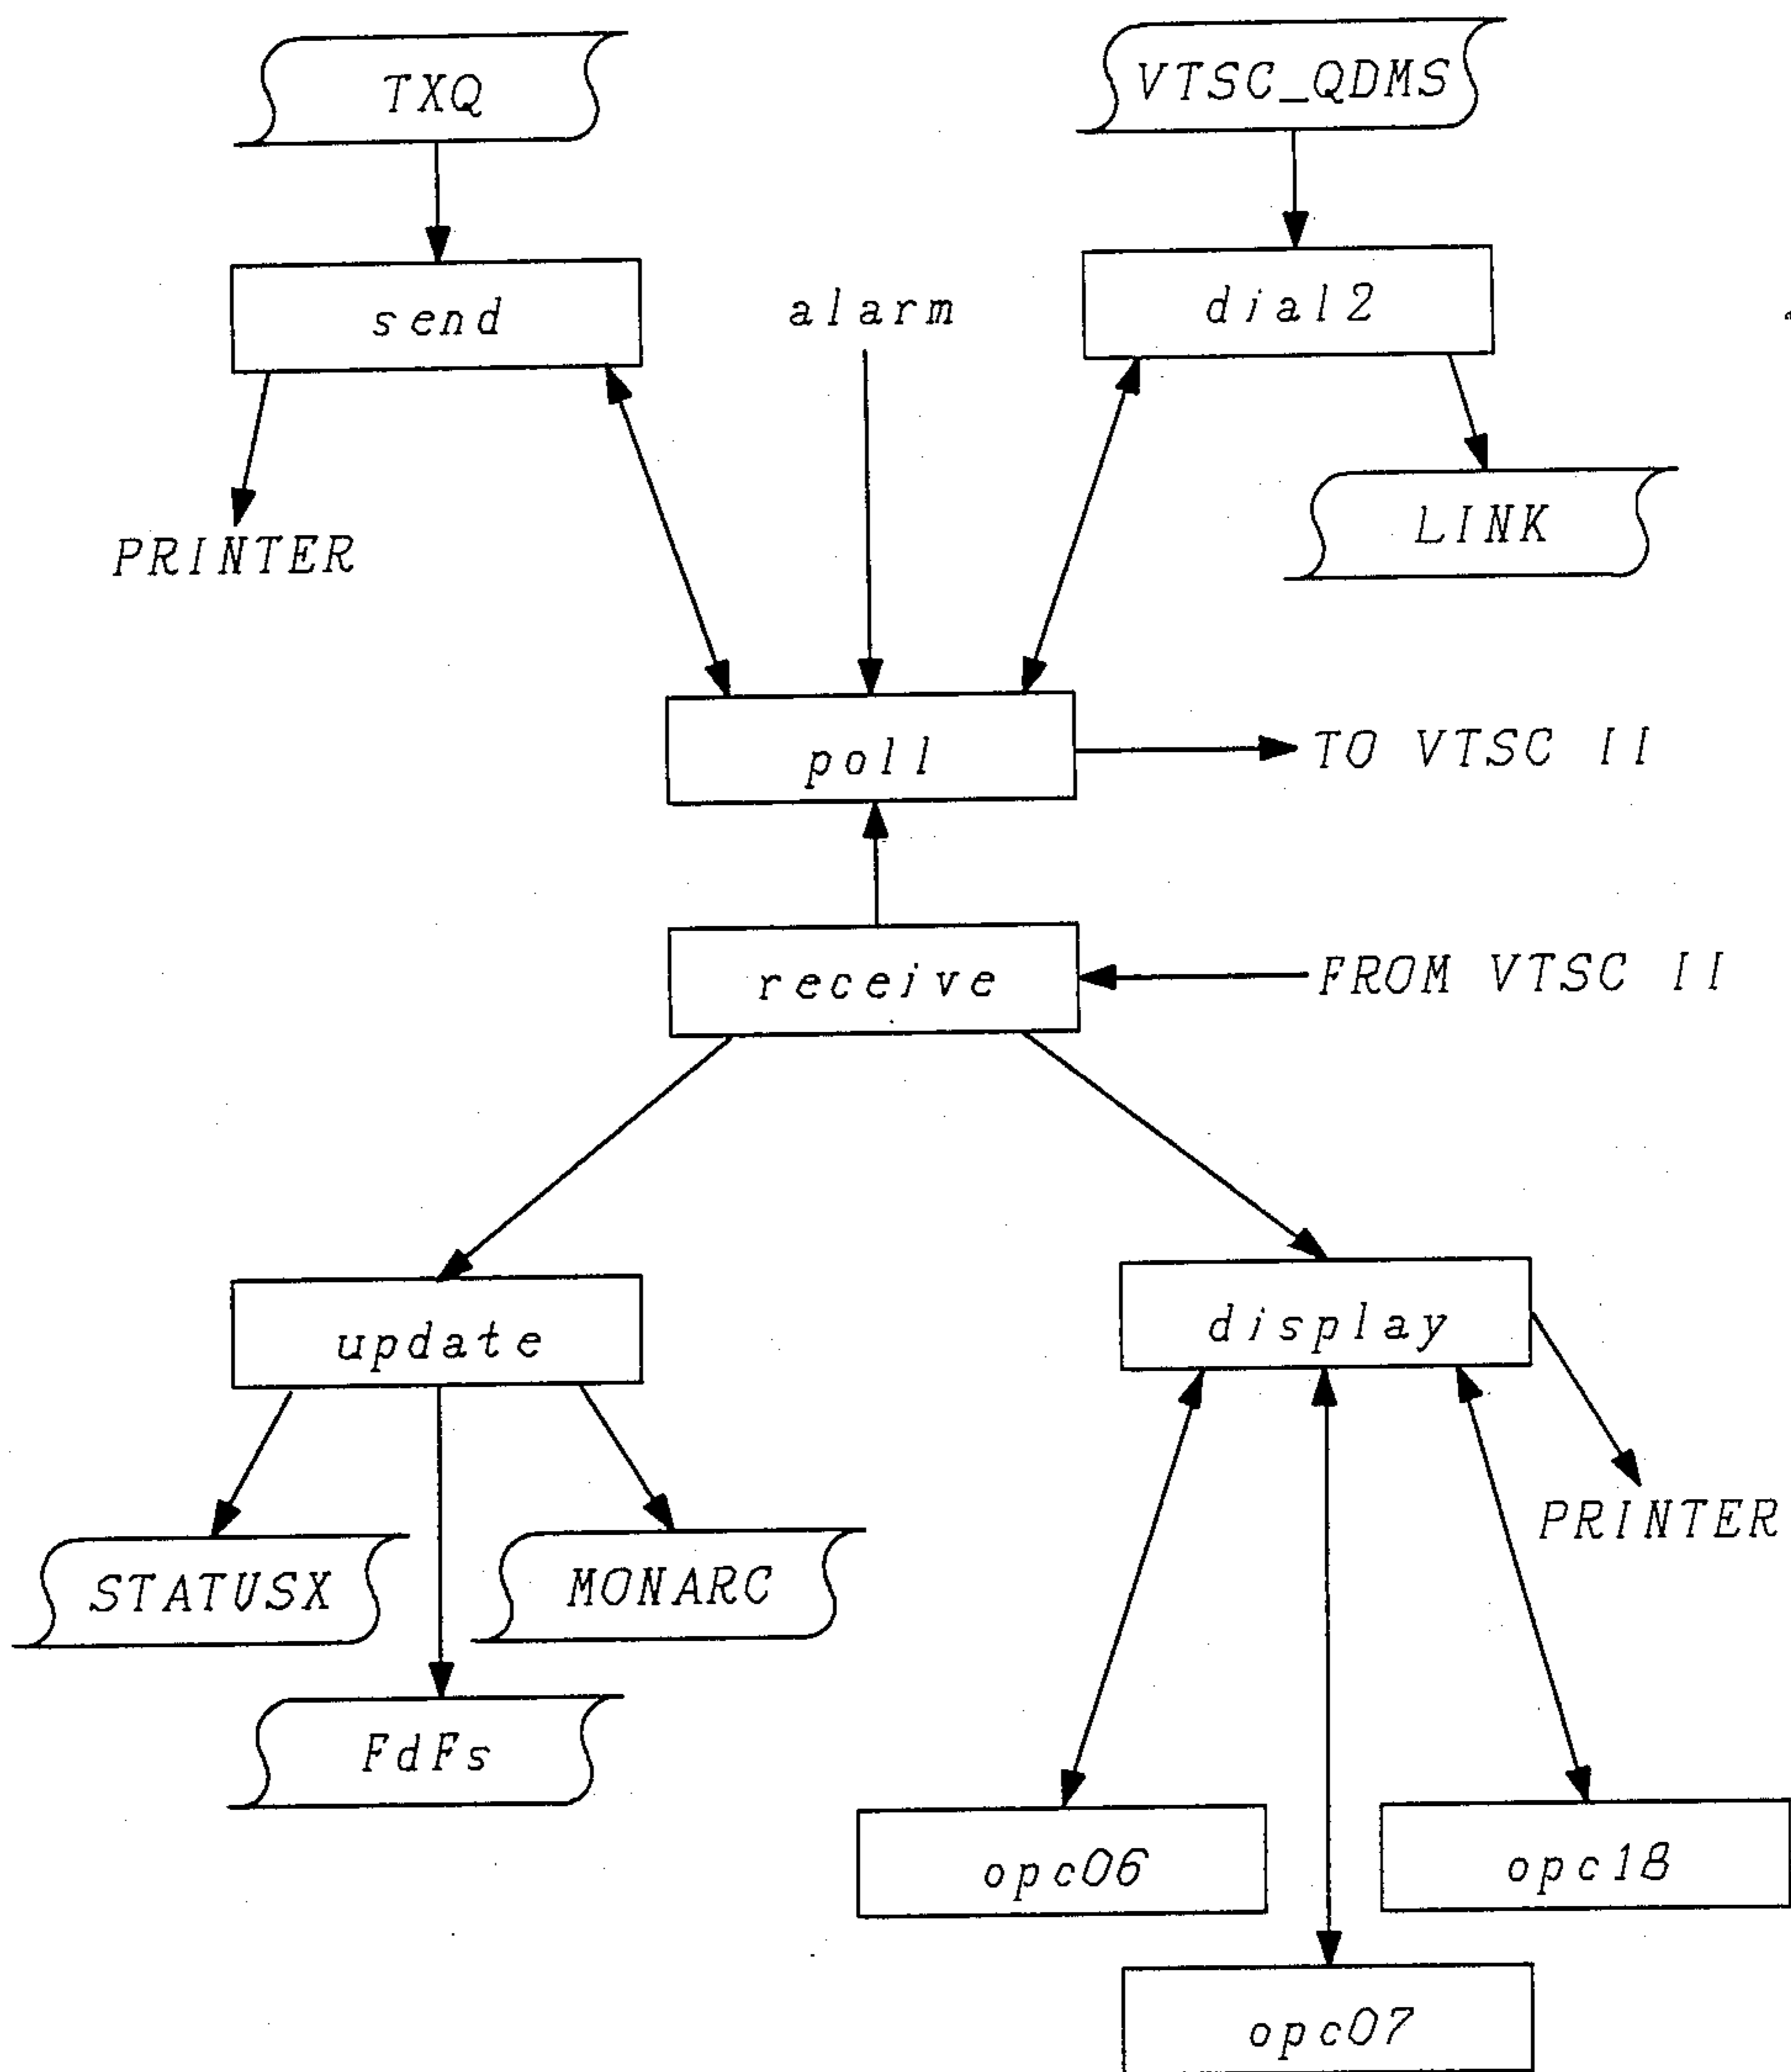 TXQ
VTSC_QDMS
send
alarm
dial2
PRINTER
LINK
poll
TO VTSC II
receive
FROM VTSC II
update
display
STATUSX
MONARC
PRINTER
FdFs
opc06
opc18
opc07